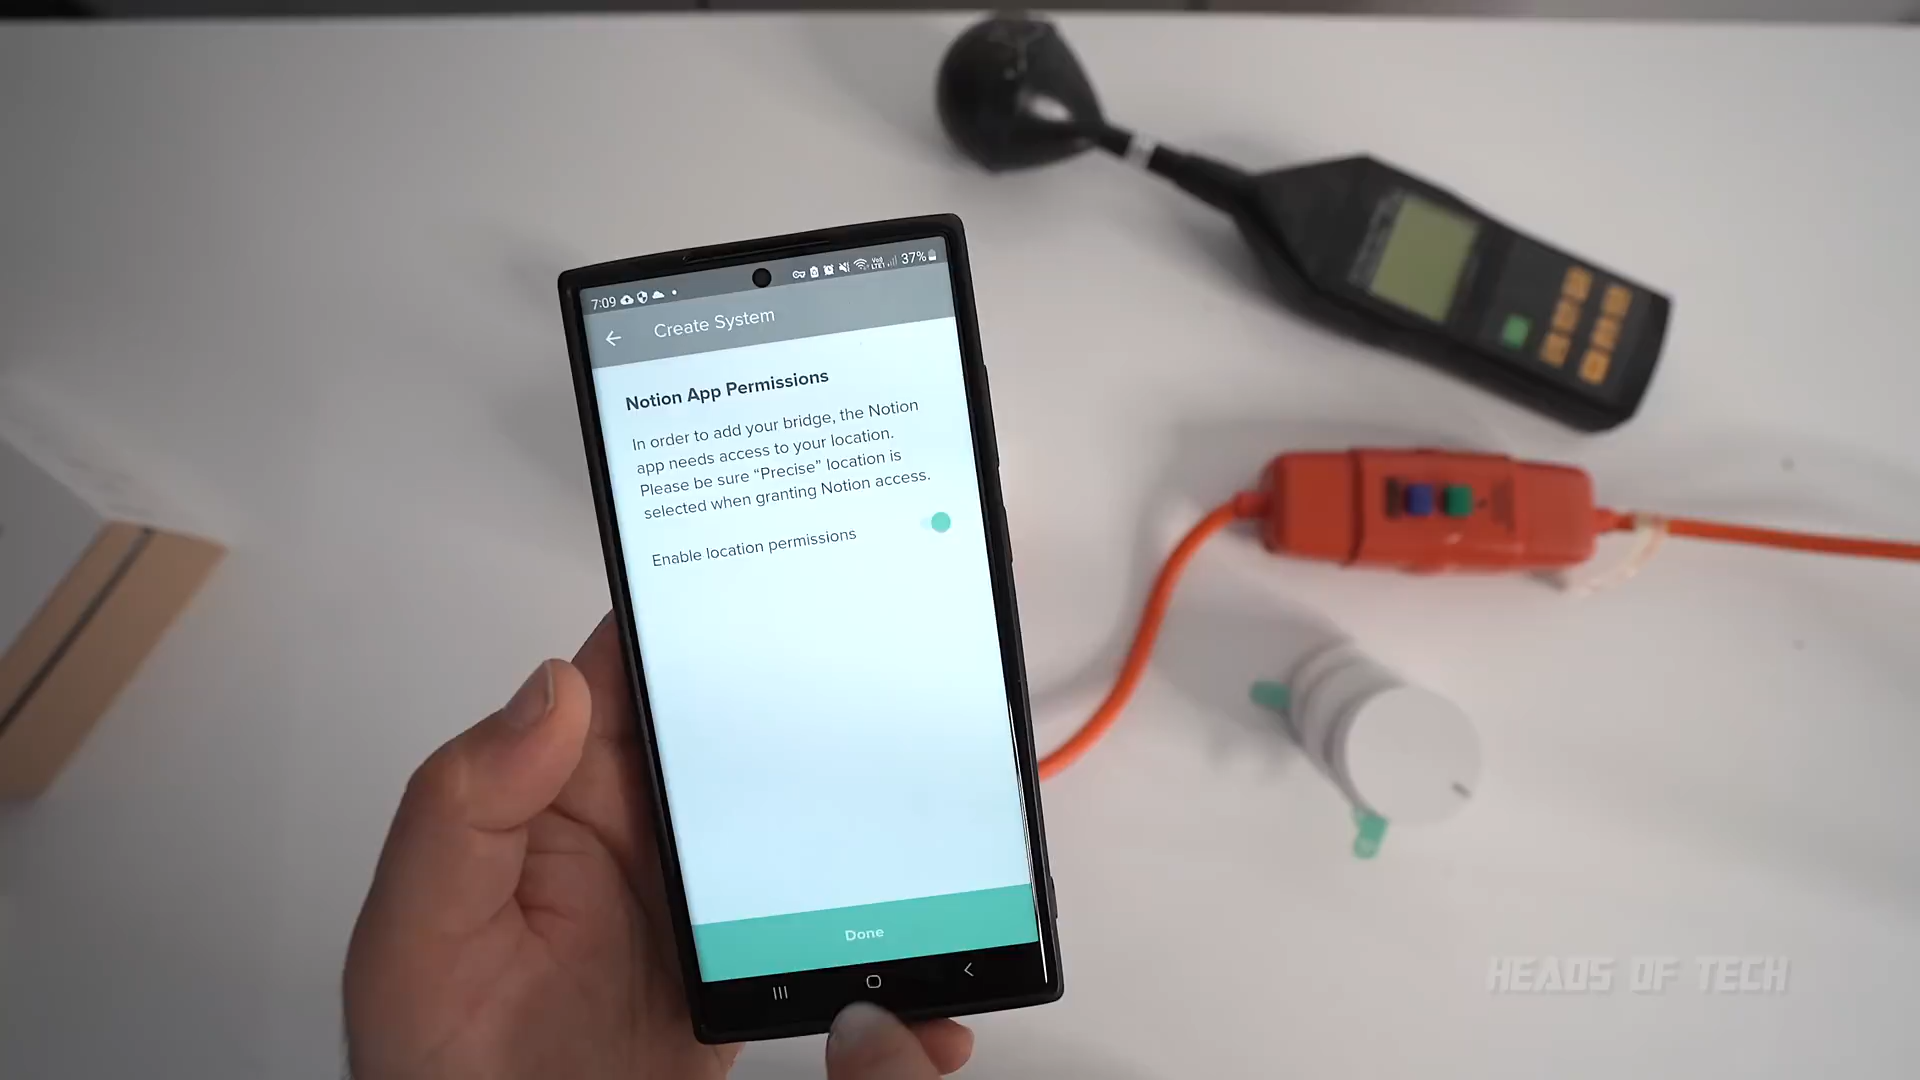 7:09
37%
Create System
Notion App Permissions
In order to add your bridge, the Notion
app needs access to your location.
Please be sure “Precise” location is
selected when granting Notion access.
Enable location permissions
Done
HEADS OF TECH